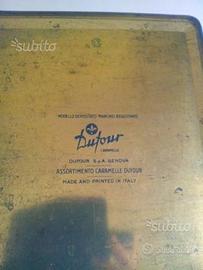 subito
MODELLO DEPOSITATO MARCHIO REGISTRATO
Dufour
CARAMELLE
DUFOUR S.p.A. GENOVA
ASSORTIMENTO CARAMELLE DUFOUR
MADE AND PRINTED IN ITALY
subito